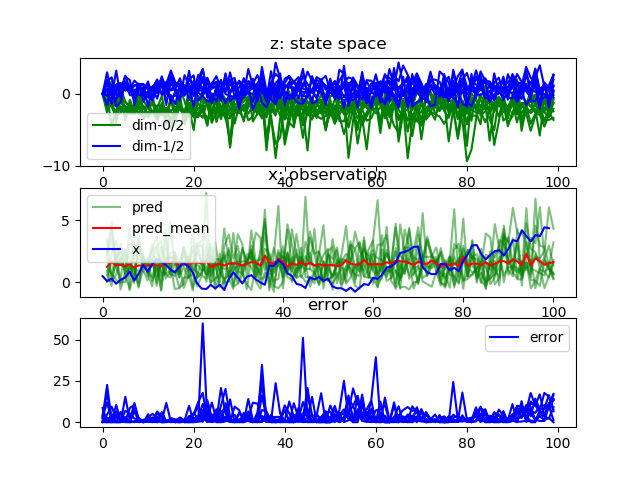 z: state space
0
−10
dim-0/2
dim-1/2
0 20 40 60 80 100
x: observation
5
0
pred
pred_mean
x
0 20 40 60 80 100
error
50
25
0
error
0 20 40 60 80 100